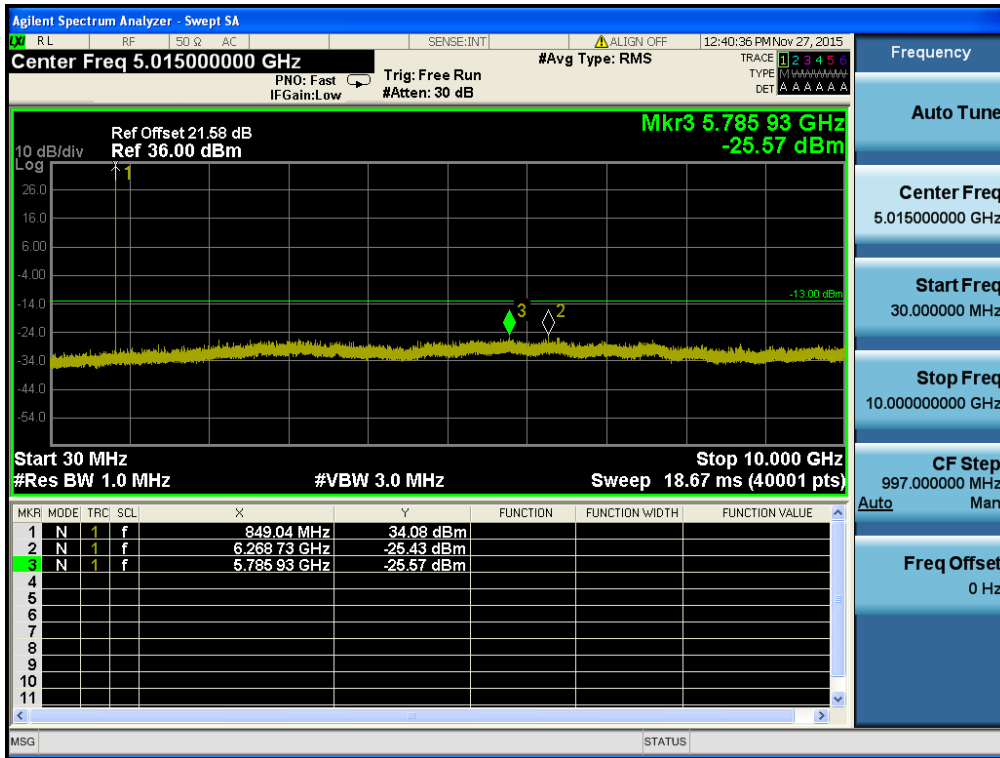 Agilent Spectrum Analyzer - Swept SA
LXI RL RF 50 Ω AC SENSE:INT ALIGN OFF 12:40:36 PM Nov 27, 2015
Center Freq 5.015000000 GHz #Avg Type: RMS TRACE 1 2 3 4 5 6
PNO: Fast Trig: Free Run TYPE M
IFGain:Low #Atten: 30 dB DET A A A A A A
Mkr3 5.785 93 GHz
-25.57 dBm
Ref Offset 21.58 dB
10 dB/div Ref 36.00 dBm
Log
1
26.0
16.0
6.00
-4.00
-13.00 dBm
-14.0
3 2
-24.0
-34.0
-44.0
-54.0
Start 30 MHz Stop 10.000 GHz
#Res BW 1.0 MHz #VBW 3.0 MHz Sweep 18.67 ms (40001 pts)
MKR MODE TRC SCL X Y FUNCTION FUNCTION WIDTH FUNCTION VALUE
1 N 1 f 849.04 MHz 34.08 dBm
2 N 1 f 6.268 73 GHz -25.43 dBm
3 N 1 f 5.785 93 GHz -25.57 dBm
4
5
6
7
8
9
10
11
MSG STATUS
Frequency
Auto Tune
Center Freq
5.015000000 GHz
Start Freq
30.000000 MHz
Stop Freq
10.000000000 GHz
CF Step
997.000000 MHz
Auto Man
Freq Offset
0 Hz